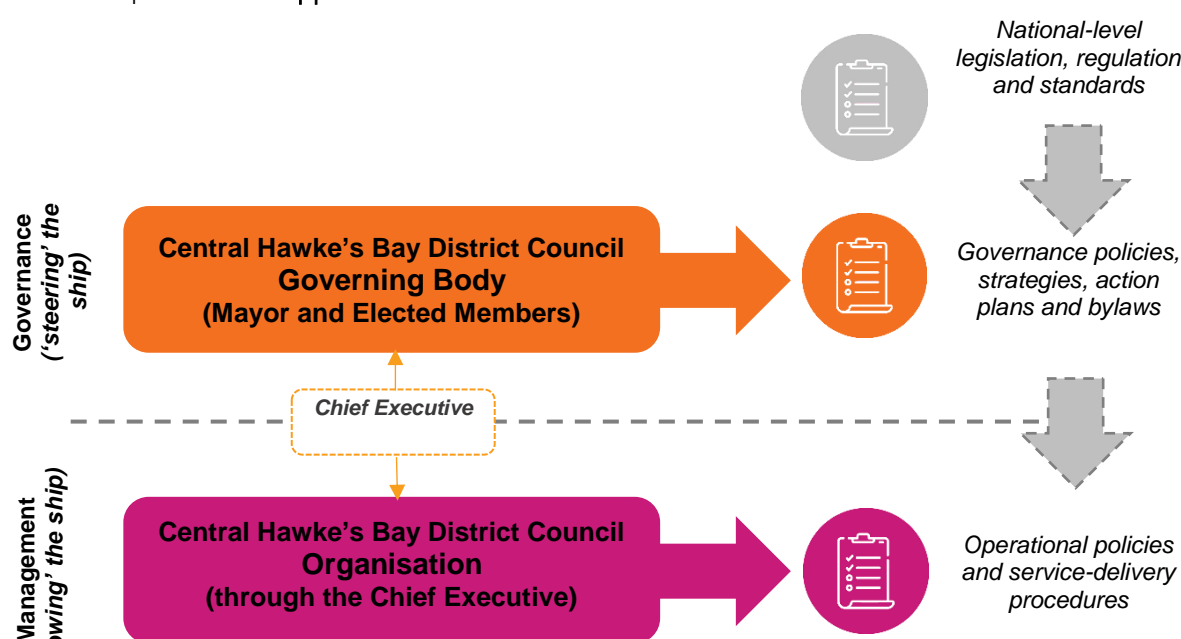 National-level
legislation, regulation
and standards
Governance
('steering' the
ship)
Central Hawke's Bay District Council
Governing Body
(Mayor and Elected Members)
Governance policies,
strategies, action
plans and bylaws
Chief Executive
Management
owing' the ship)
Central Hawke's Bay District Council
Organisation
(through the Chief Executive)
Operational policies
and service-delivery
procedures